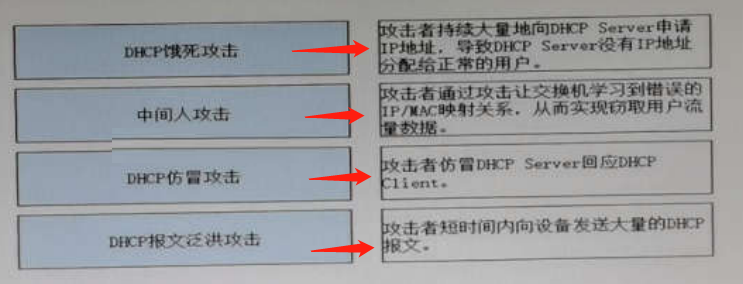 DHCP饿死攻击
攻击者持续大量地向DHCP Server申请
IP地址，导致DHCP Server没有IP地址
分配给正常的用户。
中间人攻击
攻击者通过攻击让交换机学习到错误的
IP/MAC映射关系，从而实现窃取用户流
量数据。
DHCP仿冒攻击
攻击者仿冒DHCP Server回应DHCP
Client。
DHCP报文泛洪攻击
攻击者短时间内向设备发送大量的DHCP
报文。